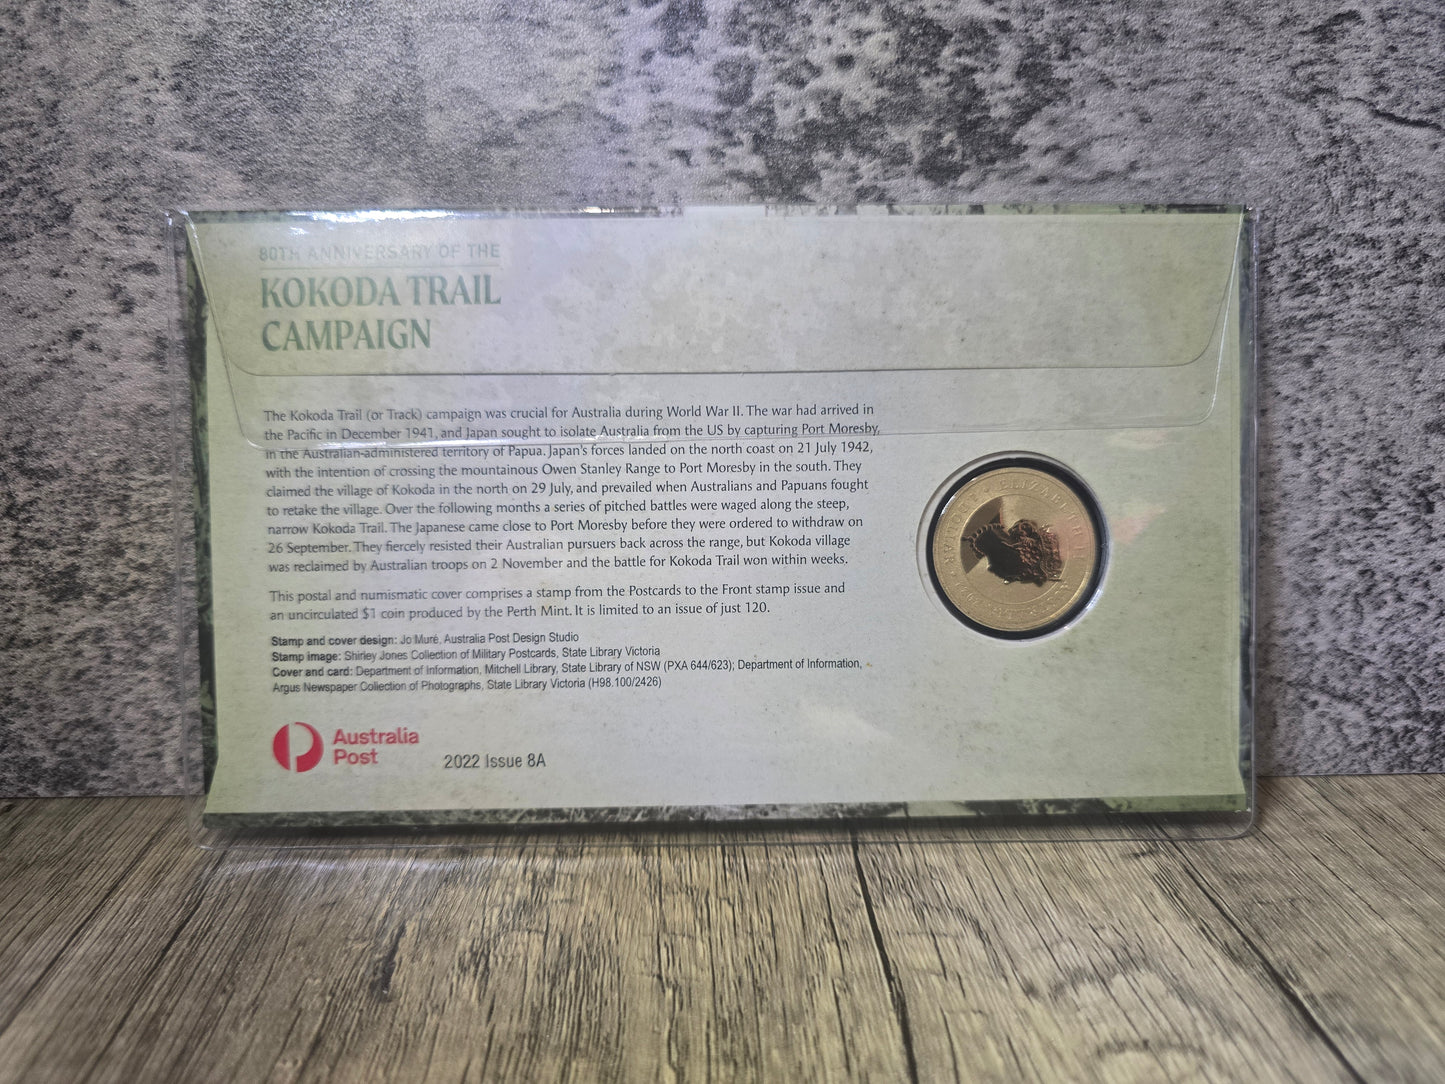 80TH ANNIVERSARY OF THE
KOKODA TRAIL
CAMPAIGN
The Kokoda Trail (or Track) campaign was crucial for Australia during World War II. The war had arrived in
the Pacific in December 1941, and Japan sought to isolate Australia from the US by capturing Port Moresby,
in the Australian-administered territory of Papua. Japan's forces landed on the north coast on 21 July 1942,
with the intention of crossing the mountainous Owen Stanley Range to Port Moresby in the south. They
claimed the village of Kokoda in the north on 29 July, and prevailed when Australians and Papuans fought
to retake the village. Over the following months a series of pitched battles were waged along the steep,
narrow Kokoda Trail. The Japanese came close to Port Moresby before they were ordered to withdraw on
26 September. They fiercely resisted their Australian pursuers back across the range, but Kokoda village
was reclaimed by Australian troops on 2 November and the battle for Kokoda Trail won within weeks.
This postal and numismatic cover comprises a stamp from the Postcards to the Front stamp issue and
an uncirculated $1 coin produced by the Perth Mint. It is limited to an issue of just 120.
Stamp and cover design: Jo Muré, Australia Post Design Studio
Stamp image: Shirley Jones Collection of Military Postcards, State Library Victoria
Cover and card: Department of Information, Mitchell Library, State Library of NSW (PXA 644/623); Department of Information,
Argus Newspaper Collection of Photographs, State Library Victoria (H98.100/2426)
Australia
Post
2022 Issue 8A
ELIZABETH II